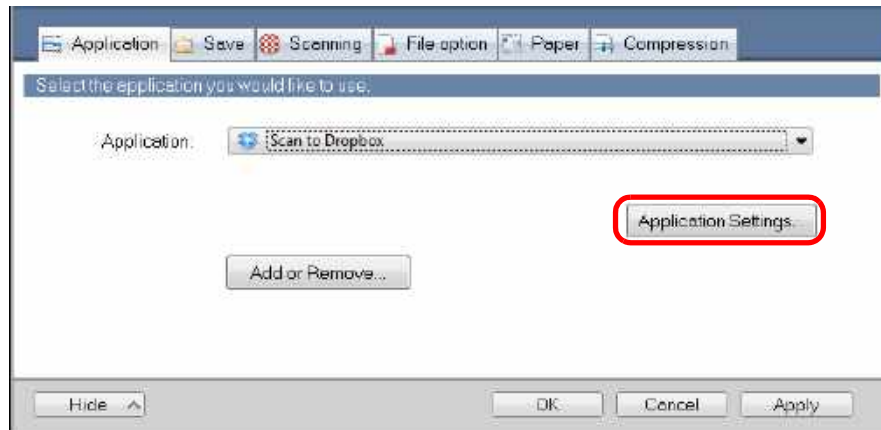 Application Save Scanning File option Paper Compression
Select the application you would like to use.
Application: Scan to Dropbox
Application Settings...
Add or Remove...
Hide OK Cancel Apply